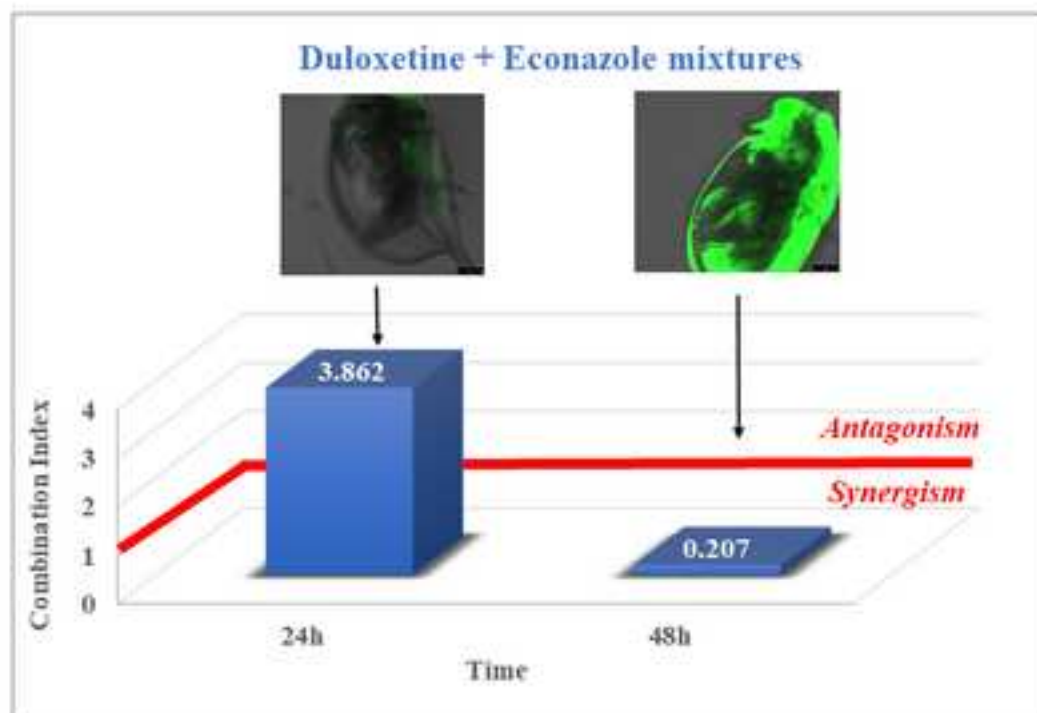 Duloxetine + Econazole mixtures
3.862
4
Antagonism
3
Synergism
2
0.207
1
0
Combination Index
24h
48h
Time